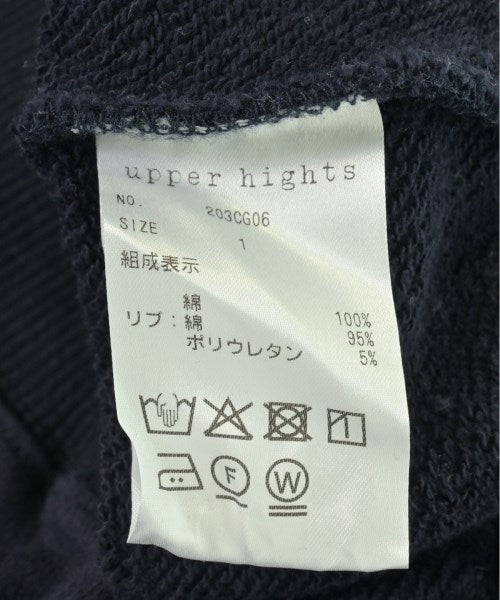 upper hights
NO. 203CG06
SIZE 1
組成表示
綿 100%
リブ：綿 95%
ポリウレタン 5%
F W